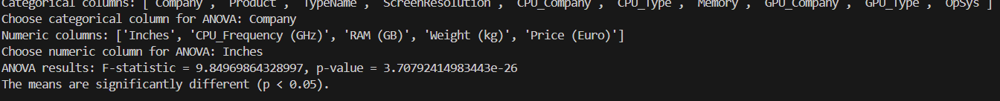 Categorical columns: ['Company', 'Product', 'TypeName', 'ScreenResolution', 'CPU_Company', 'CPU_Type', 'Memory', 'GPU_Company', 'GPU_Type', 'OpSys']
Choose categorical column for ANOVA: Company
Numeric columns: ['Inches', 'CPU_Frequency (GHz)', 'RAM (GB)', 'Weight (kg)', 'Price (Euro)']
Choose numeric column for ANOVA: Inches
ANOVA results: F-statistic = 9.84969864328997, p-value = 3.70792414983443e-26
The means are significantly different (p < 0.05).